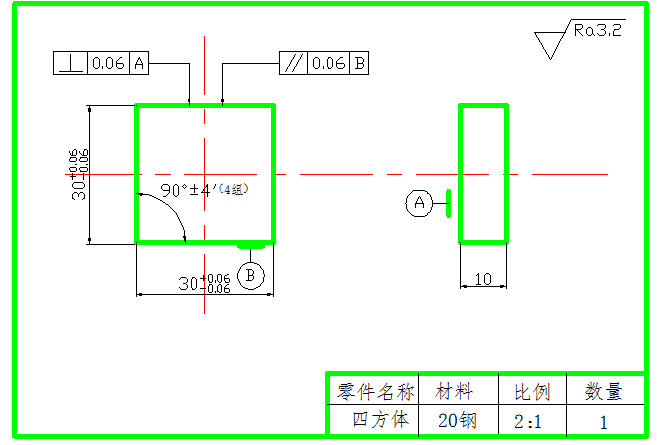 Ra3.2
⊥ 0.06 A
// 0.06 B
30+0.06-0.06
90°±4′(4组)
A
B
30+0.06-0.06
10
零件名称 材料 比例 数量
四方体 20钢 2:1 1